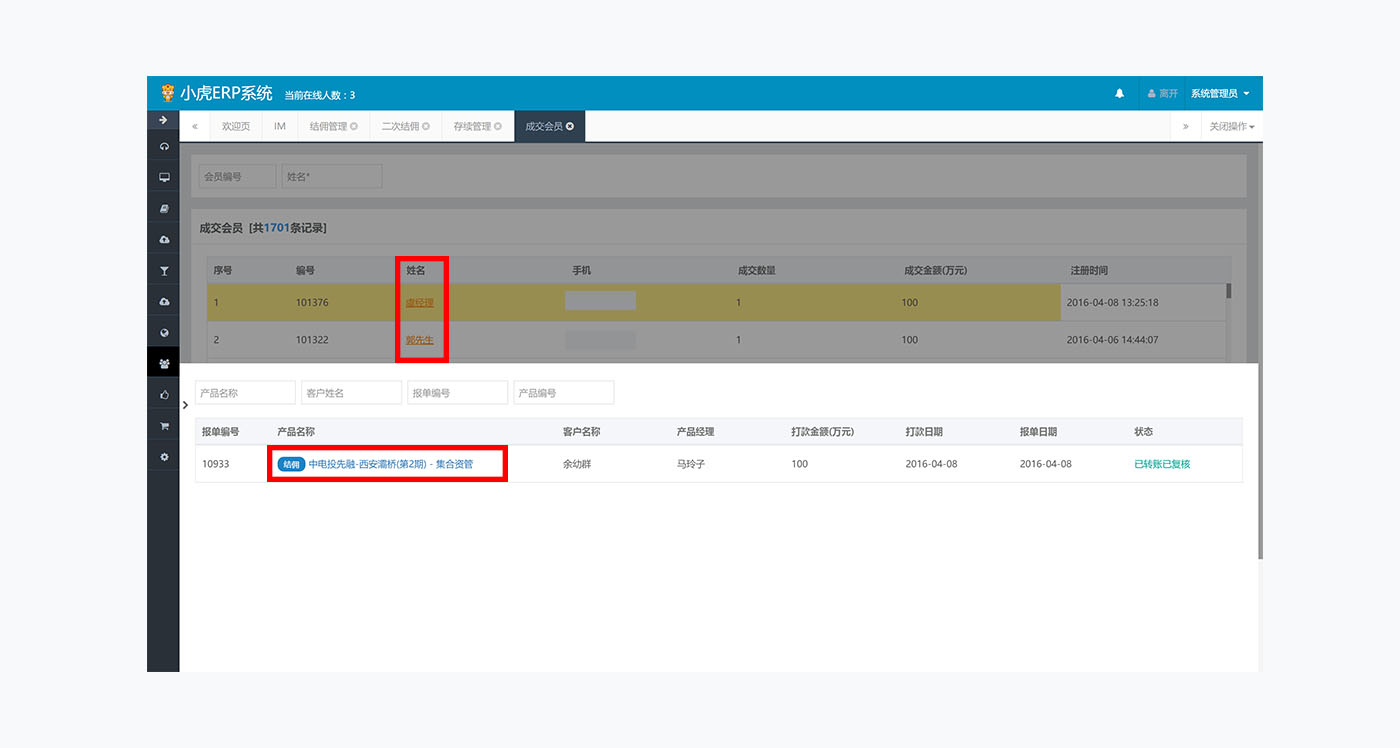 小虎ERP系统 当前在线人数：3 离开 系统管理员
« 欢迎页 IM 结佣管理 二次结佣 存续管理 成交会员 » 关闭操作
会员编号 姓名*
成交会员 [共1701条记录]
序号 编号 姓名 手机 成交数量 成交金额(万元) 注册时间
1 101376 虞经理 1 100 2016-04-08 13:25:18
2 101322 郭先生 1 100 2016-04-06 14:44:07
产品名称 客户姓名 报单编号 产品编号
报单编号 产品名称 客户名称 产品经理 打款金额(万元) 打款日期 报单日期 状态
10933 结佣 中电投先融-西安灞桥(第2期) - 集合资管 余幼群 马玲子 100 2016-04-08 2016-04-08 已转账已复核